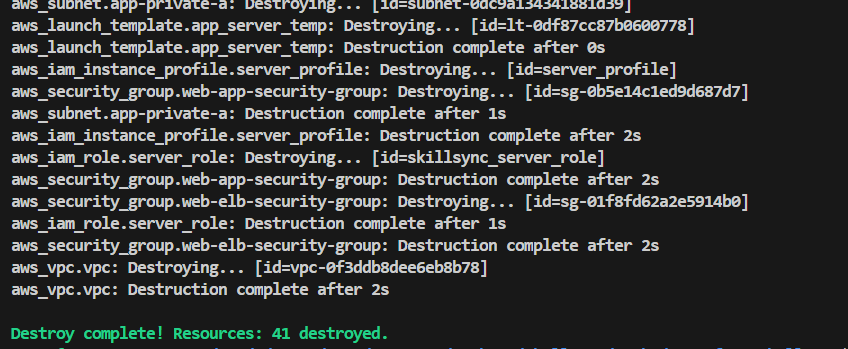 aws_subnet.app-private-a: Destroying... [id=subnet-0dc9a134341881d39]
aws_launch_template.app_server_temp: Destroying... [id=lt-0df87cc87b0600778]
aws_launch_template.app_server_temp: Destruction complete after 0s
aws_iam_instance_profile.server_profile: Destroying... [id=server_profile]
aws_security_group.web-app-security-group: Destroying... [id=sg-0b5e14c1ed9d687d7]
aws_subnet.app-private-a: Destruction complete after 1s
aws_iam_instance_profile.server_profile: Destruction complete after 2s
aws_iam_role.server_role: Destroying... [id=skillsync_server_role]
aws_security_group.web-app-security-group: Destruction complete after 2s
aws_security_group.web-elb-security-group: Destroying... [id=sg-01f8fd62a2e5914b0]
aws_iam_role.server_role: Destruction complete after 1s
aws_security_group.web-elb-security-group: Destruction complete after 2s
aws_vpc.vpc: Destroying... [id=vpc-0f3ddb8dee6eb8b78]
aws_vpc.vpc: Destruction complete after 2s
Destroy complete! Resources: 41 destroyed.